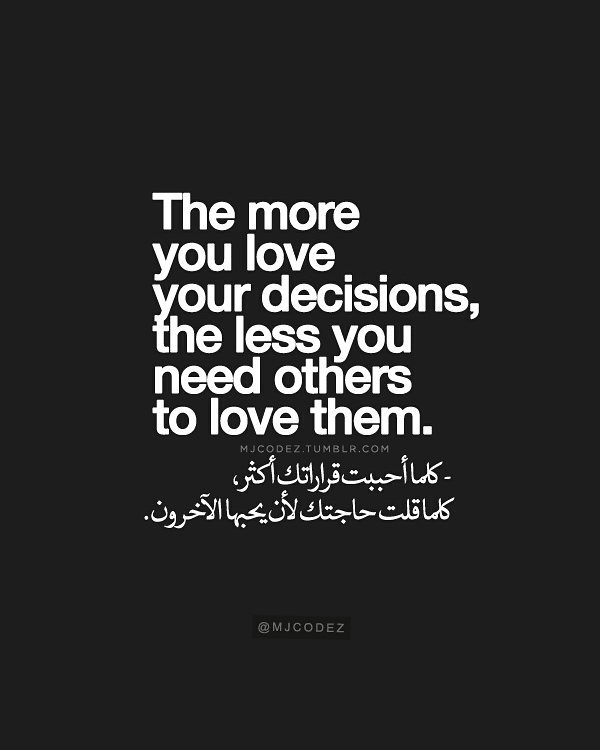 The more
you love
your decisions,
the less you
need others
to love them.
MJCODEZ.TUMBLR.COM
- كلما أحببت قراراتك أكثر،
كلما قلت حاجتك لأن يحبها الآخرون.
@MJCODEZ